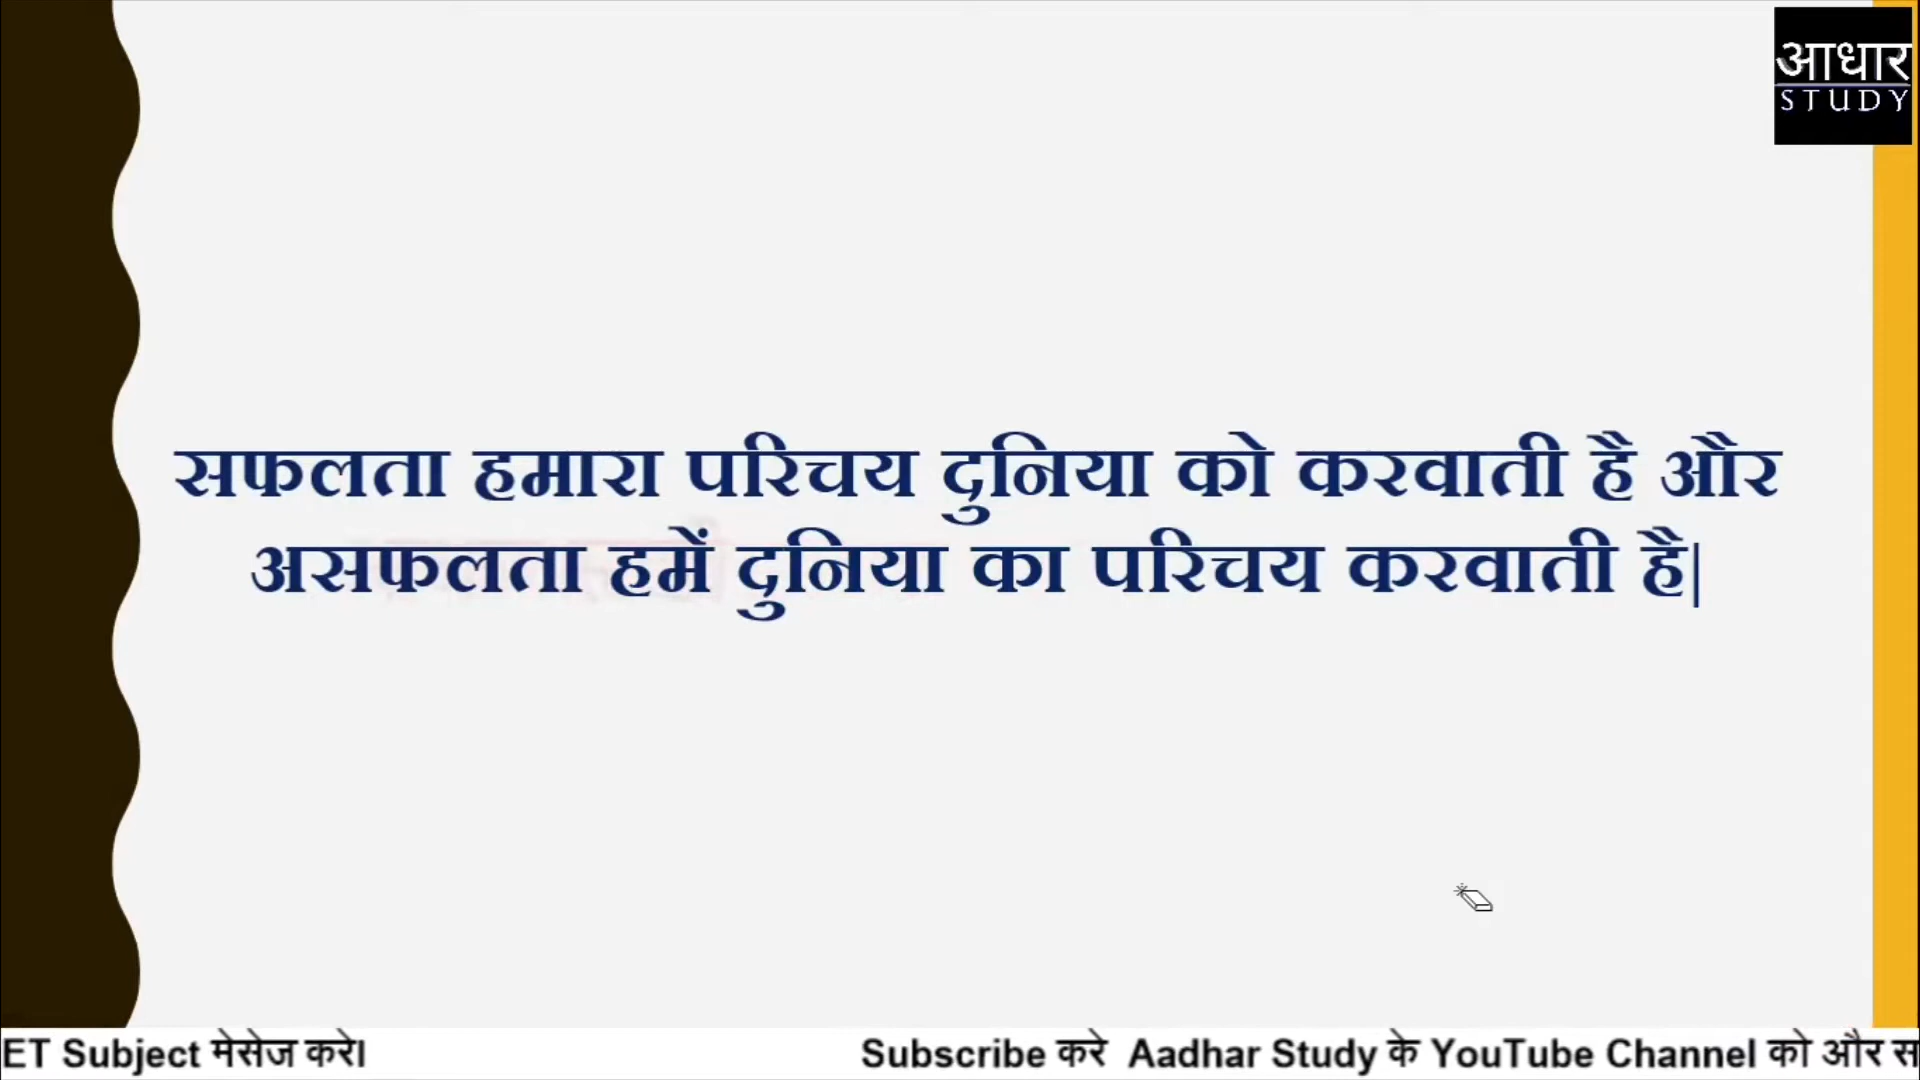 आधार
STUDY
सफलता हमारा परिचय दुनिया को करवाती है और
असफलता हमें दुनिया का परिचय करवाती है|
ET Subject मेसेज करे। Subscribe करे Aadhar Study के YouTube Channel को और स